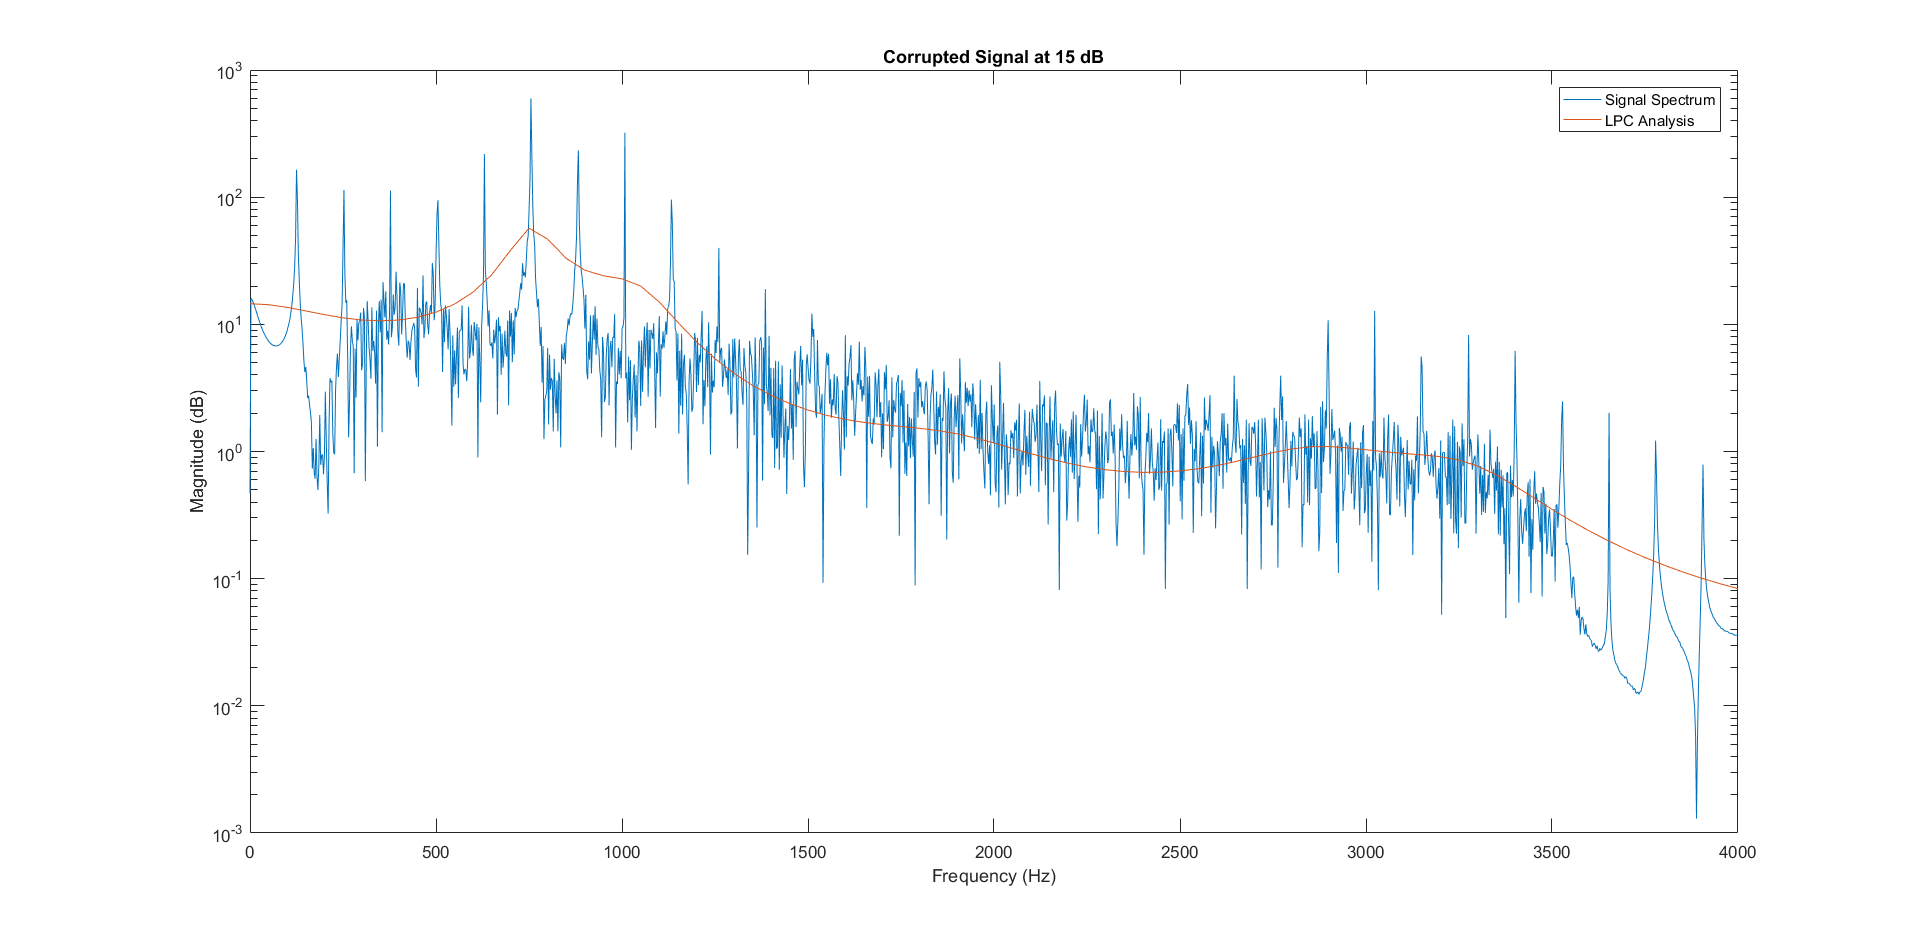 Corrupted Signal at 15 dB
Signal Spectrum
LPC Analysis
Magnitude (dB)
10^3
10^2
10^1
10^0
10^-1
10^-2
10^-3
0 500 1000 1500 2000 2500 3000 3500 4000
Frequency (Hz)